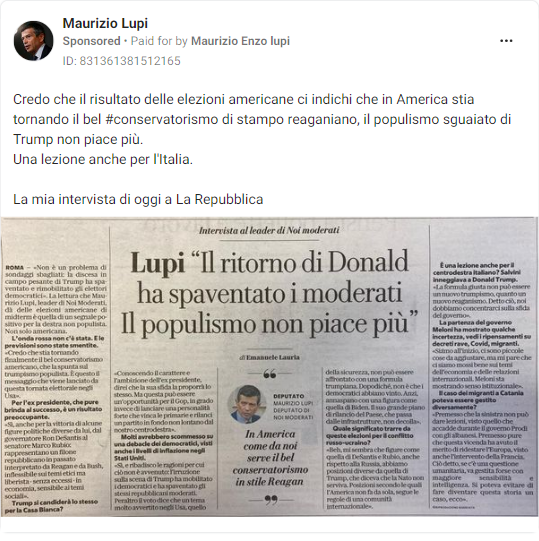 Maurizio Lupi
Sponsored • Paid for by Maurizio Enzo lupi
ID: 831361381512165
Credo che il risultato delle elezioni americane ci indichi che in America stia
tornando il bel #conservatorismo di stampo reaganiano, il populismo sguaiato di
Trump non piace più.
Una lezione anche per l'Italia.
La mia intervista di oggi a La Repubblica
Intervista al leader di Noi moderati
Lupi “Il ritorno di Donald
ha spaventato i moderati
Il populismo non piace più”
di Emanuele Lauria
ROMA — «Non è un problema di
sondaggi sbagliati: la discesa in
campo pesante di Trump ha spa-
ventato e rimobilitato gli elettori
democratici». La lettura che Mau-
rizio Lupi, leader di Noi Moderati,
dà delle elezioni americane di
midterm è quella di un segnale po-
sitivo per la destra non populista.
Non solo americana.
L'onda rossa non c'è stata. E le
previsioni sono state smentite.
«Credo che stia tornando
finalmente il bel conservatorismo
americano, che la spunta sul
trumpismo populista. È questo il
messaggio che viene lanciato da
questa tornata elettorale negli
Usa».
Per l'ex presidente, che pure
brinda al successo, è un risultato
preoccupante.
«Sì, anche per la vittoria di alcune
figure politiche diverse da lui, dal
governatore Ron DeSantis al
senatore Marco Rubio:
rappresentano un filone
repubblicano in passato
interpretato da Reagan e da Bush,
inflessibile sui temi etici ma
liberista - senza eccessi - in
economia, sensibile ai temi
sociali».
Trump si candiderà lo stesso
per la Casa Bianca?
«Conoscendo il carattere e
l'ambizione dell'ex presidente,
direi che la sua sfida la proporrà lo
stesso. Ma questa può essere
un'opportunità per il Gop, in grado
invece di lanciare una personalità
forte che vinca le primarie e rilanci
un partito in fondo non lontano dal
nostro centrodestra».
Molti avrebbero scommesso su
una debacle dei democratici, visti
anche i livelli di inflazione negli
Stati Uniti.
«Sì, e ribadisco le ragioni per cui
ciò non è avvenuto: l'irruzione
sulla scena di Trump ha mobilitato
i democratici e ha spaventato gli
stessi repubblicani moderati.
Peraltro il voto dice che un tema
molto avvertito negli Usa, quello
DEPUTATO
MAURIZIO LUPI
DEPUTATO DI
NOI MODERATI
In America
come da noi
serve il bel
conservatorismo
in stile Reagan
della sicurezza, non può essere
affrontato con una formula
trumpiana. Dopodiché, non è che i
democratici abbiano vinto. Anzi,
annaspano con una figura come
quella di Biden. Il suo grande piano
di rilancio del Paese, che passa
dalle infrastrutture, non decolla».
Quale significato trarre da
queste elezioni per il conflitto
russo-ucraino?
«Beh, mi sembra che figure come
quella di DeSantis e Rubio, anche
rispetto alla Russia, abbiano
posizioni diverse da quella di
Trump, che diceva che la Nato non
serviva. Posizioni secondo le quali
l'America non fa da sola, segue le
regole di una comunità
internazionale».
È una lezione anche per il
centrodestra italiano? Salvini
inneggiava a Donald Trump.
«La formula giusta non può essere
un nuovo trumpismo, quanto un
nuovo reaganismo. Detto ciò, noi
dobbiamo concentrarci sulla sfida
del governo».
La partenza del governo
Meloni ha mostrato qualche
incertezza, vedi i ripensamenti su
decreti rave, Covid, migranti.
«Siamo all'inizio, ci sono piccole
cose da aggiustare, ma mi pare che
ci siamo mossi bene sui temi
dell'economia e delle relazioni
internazionali. Meloni sta
mostrando senso istituzionale».
Il caso dei migranti a Catania
poteva essere gestito
diversamente?
«Premesso che la sinistra non può
dare lezioni, visto quello che
accadde durante il governo Prodi
con gli albanesi. Premesso pure
che questa vicenda ha avuto il
merito di ridestare l'Europa, visto
anche l'intervento della Francia.
Ciò detto, se c'è una questione
umanitaria, va gestita forse con
maggiore sensibilità e
intelligenza. Si poteva evitare di
fare diventare questa storia un
caso, ecco».